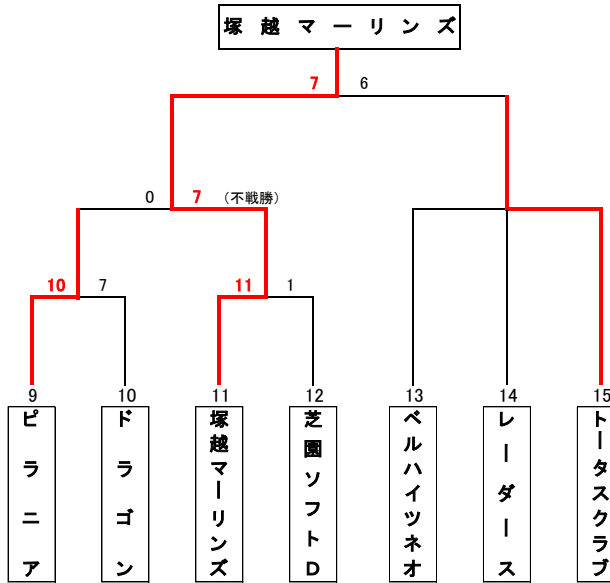 塚越マーリンズ
7 6
0 7 (不戦勝)
10 7 11 1
9 10 11 12 13 14 15
ピラニア
ドラゴン
塚越マーリンズ
芝園ソフトD
ベルハイツネオ
レーダース
トータスクラブ